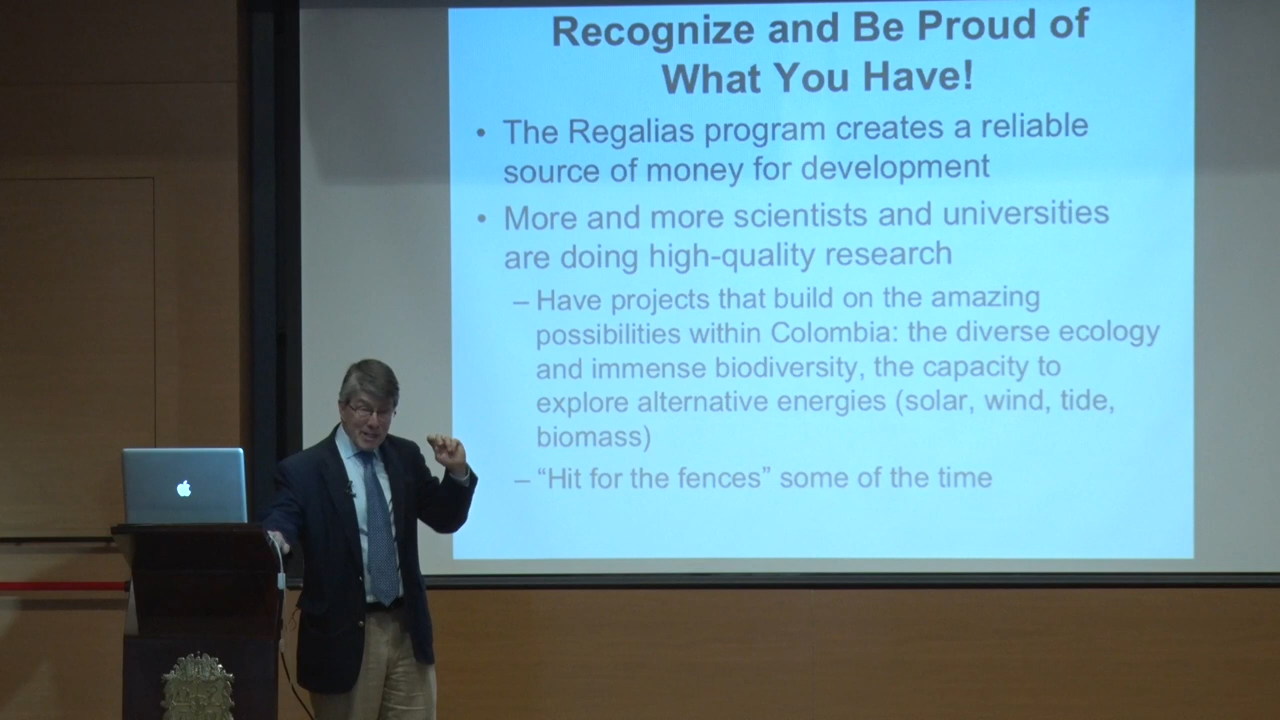 Recognize and Be Proud of
What You Have!
• The Regalias program creates a reliable
source of money for development
• More and more scientists and universities
are doing high-quality research
– Have projects that build on the amazing
possibilities within Colombia: the diverse ecology
and immense biodiversity, the capacity to
explore alternative energies (solar, wind, tide,
biomass)
– “Hit for the fences” some of the time